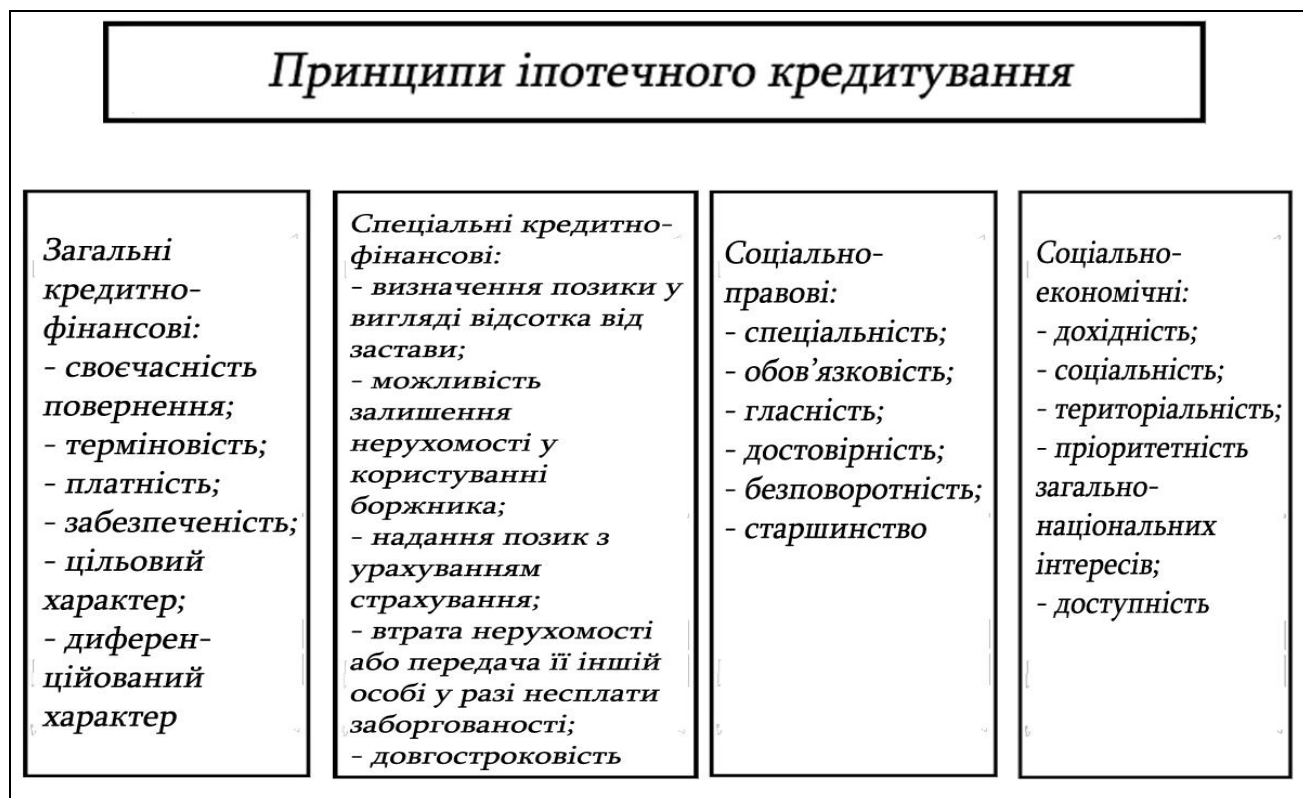 Принципи іпотечного кредитування
Загальні
кредитно-
фінансові:
- своєчасність
повернення;
- терміновість;
- платність;
- забезпеченість;
- цільовий
характер;
- диферен-
ційований
характер
Спеціальні кредитно-
фінансові:
- визначення позики у
вигляді відсотка від
застави;
- можливість
залишення
нерухомості у
користуванні
боржника;
- надання позик з
урахуванням
страхування;
- втрата нерухомості
або передача її іншій
особі у разі несплати
заборгованості;
- довгостроковість
Соціально-
правові:
- спеціальність;
- обов’язковість;
- гласність;
- достовірність;
- безповоротність;
- старшинство
Соціально-
економічні:
- дохідність;
- соціальність;
- територіальність;
- пріоритетність
загально-
національних
інтересів;
- доступність